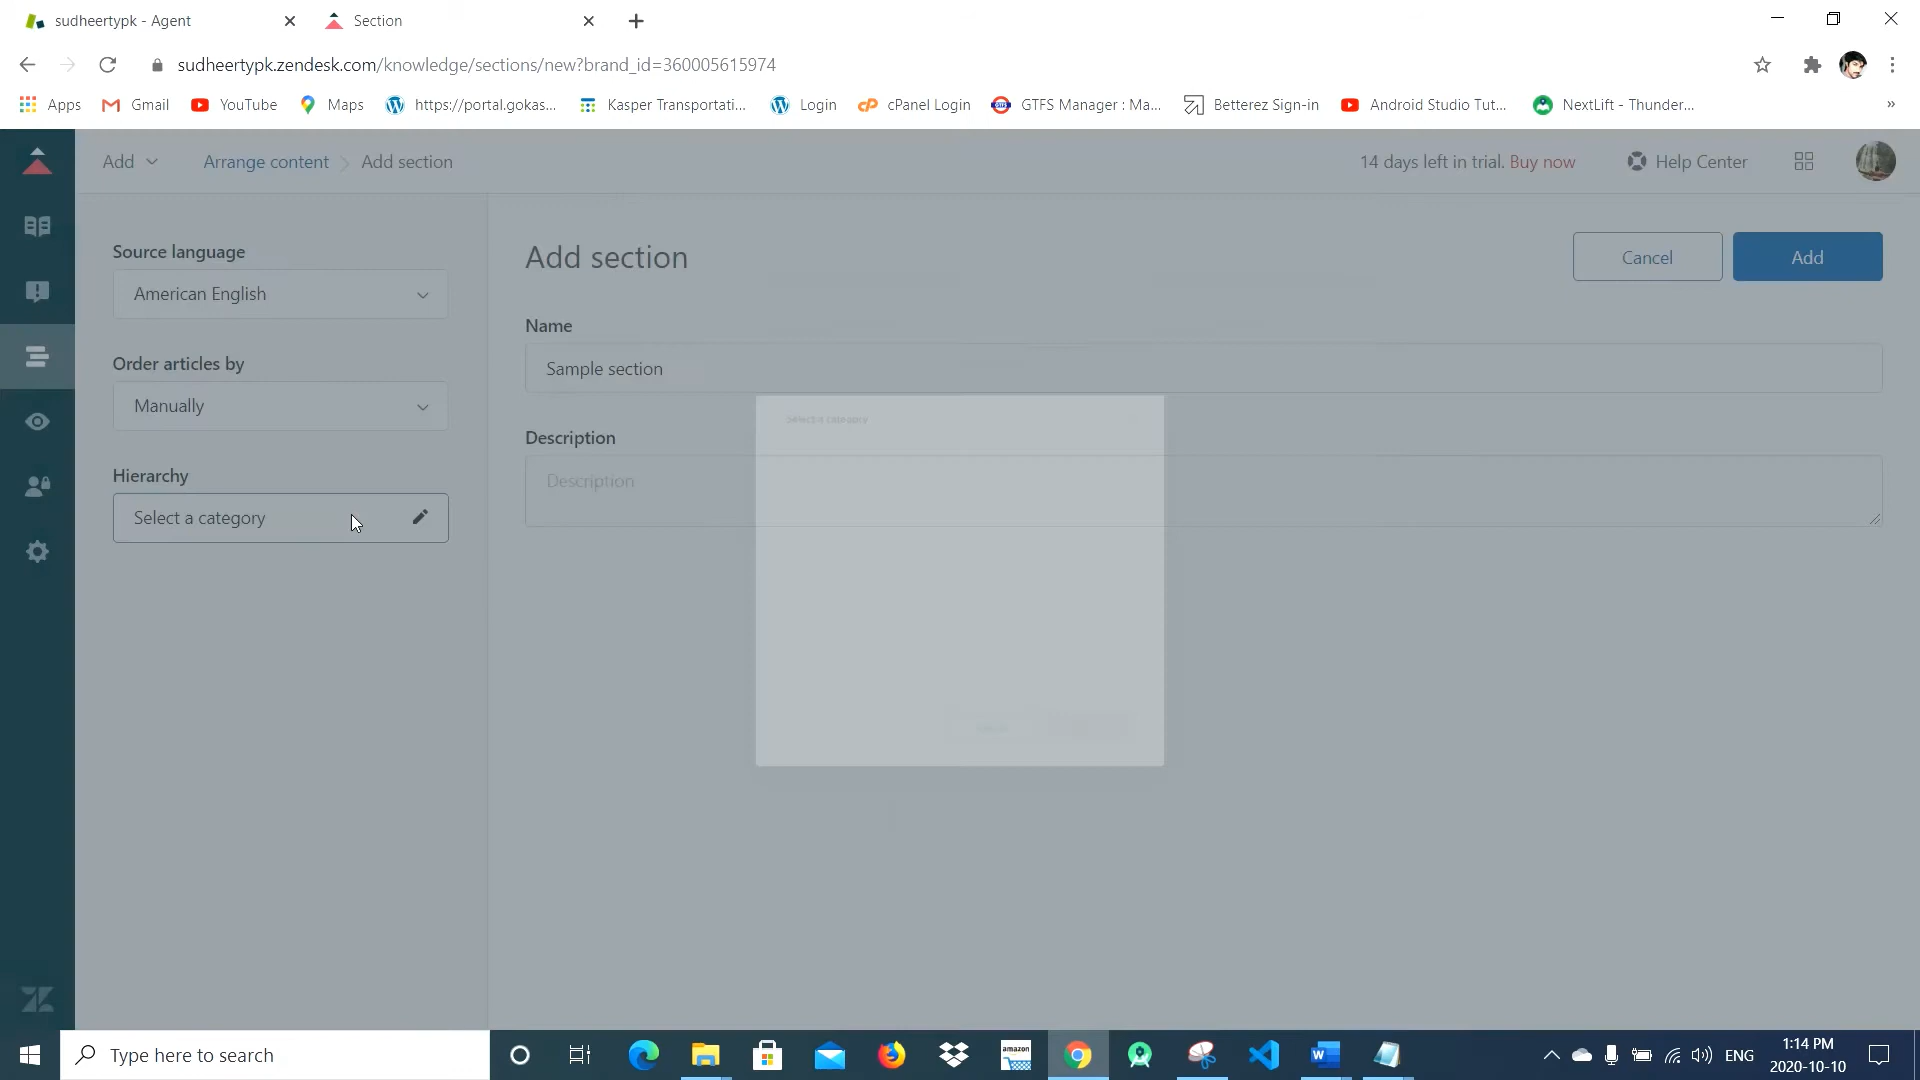 sudheertypk - Agent
Section
sudheertypk.zendesk.com/knowledge/sections/new?brand_id=360005615974
Apps
Gmail
YouTube
Maps
https://portal.gokas...
Kasper Transportati...
Login
cPanel Login
GTFS Manager : Ma...
Betterez Sign-in
Android Studio Tut...
NextLift - Thunder...
»
Add
Arrange content
Add section
14 days left in trial. Buy now
Help Center
Source language
American English
Order articles by
Manually
Hierarchy
Select a category
Add section
Cancel
Add
Name
Sample section
Description
Description
Select a category
Type here to search
amazon
ENG
1:14 PM
2020-10-10